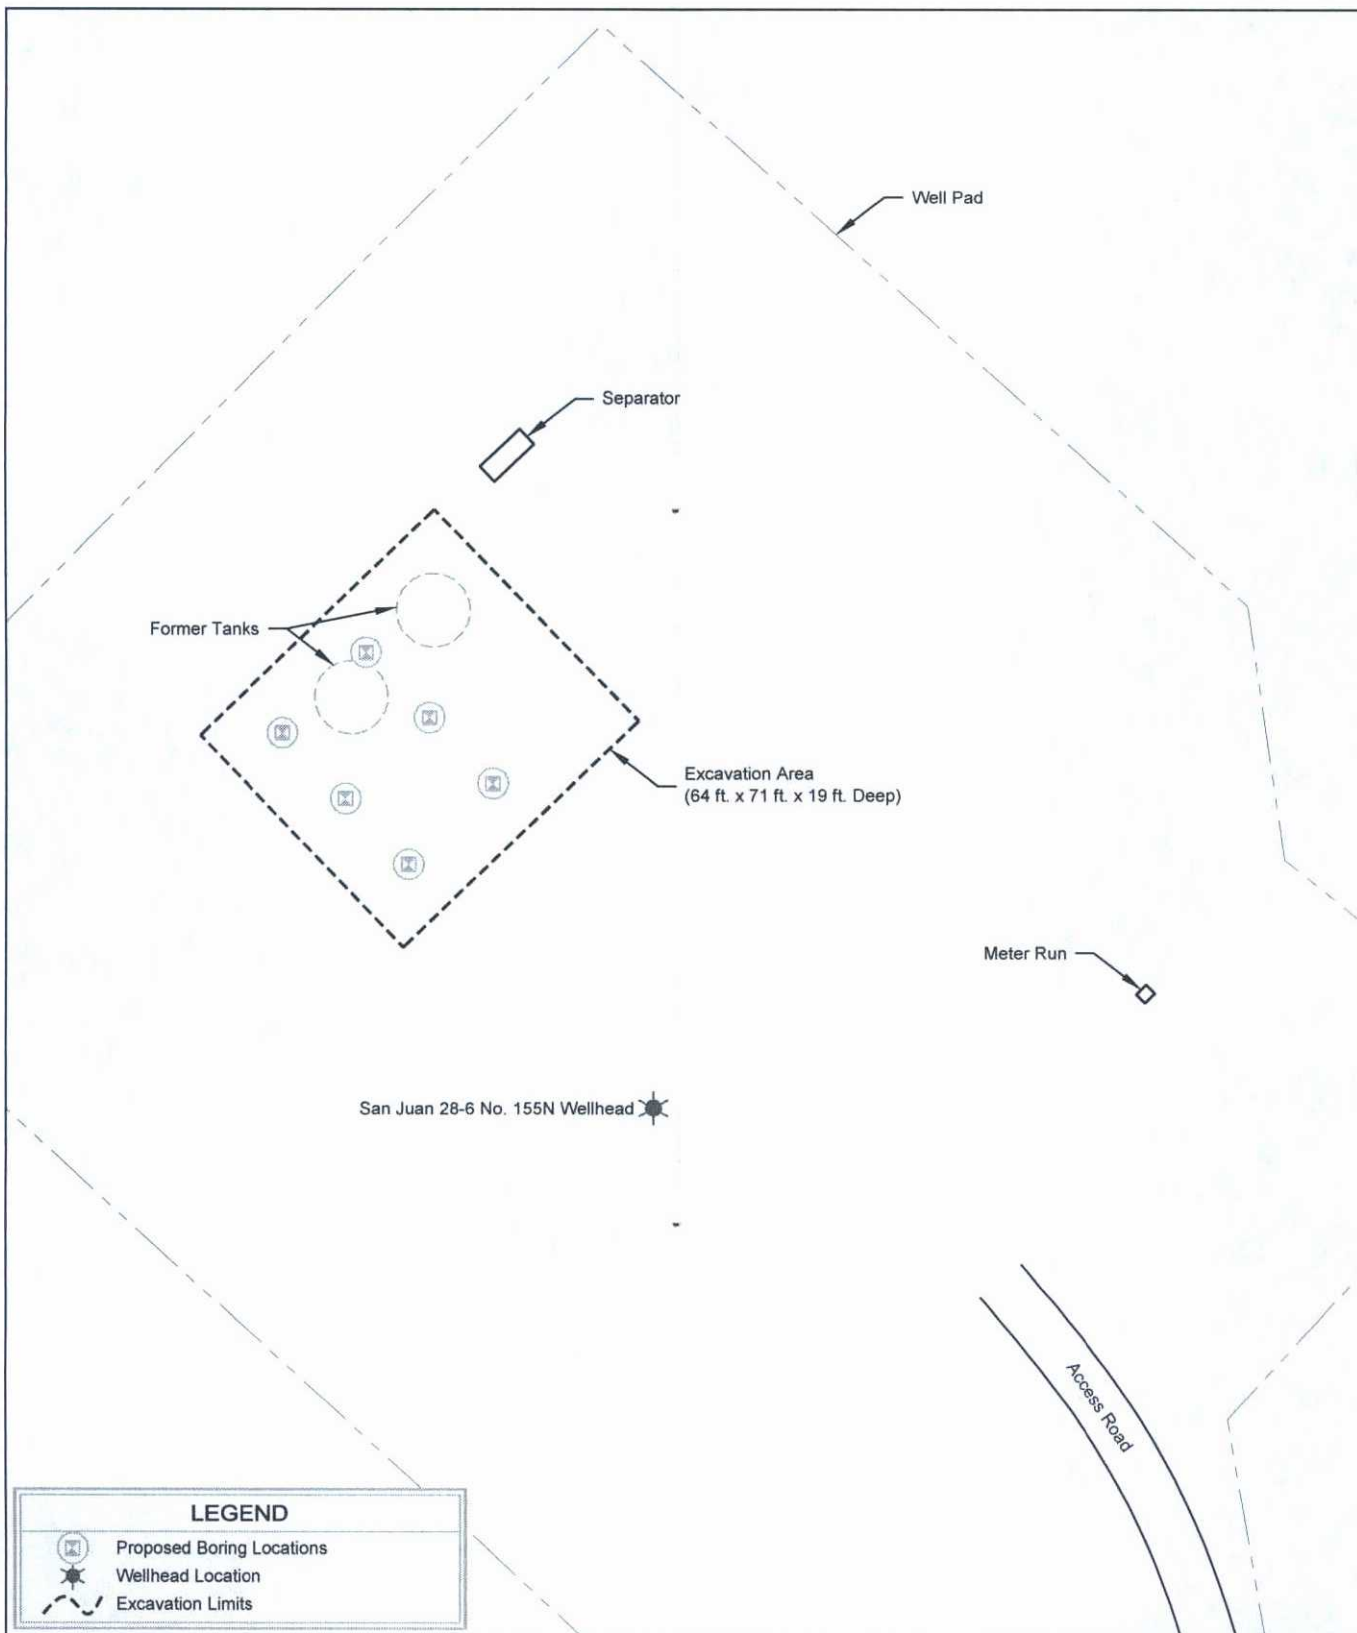 Well Pad
Separator
Former Tanks
Excavation Area
(64 ft. x 71 ft. x 19 ft. Deep)
Meter Run
San Juan 28-6 No. 155N Wellhead
Access Road
LEGEND
Proposed Boring Locations
Wellhead Location
Excavation Limits